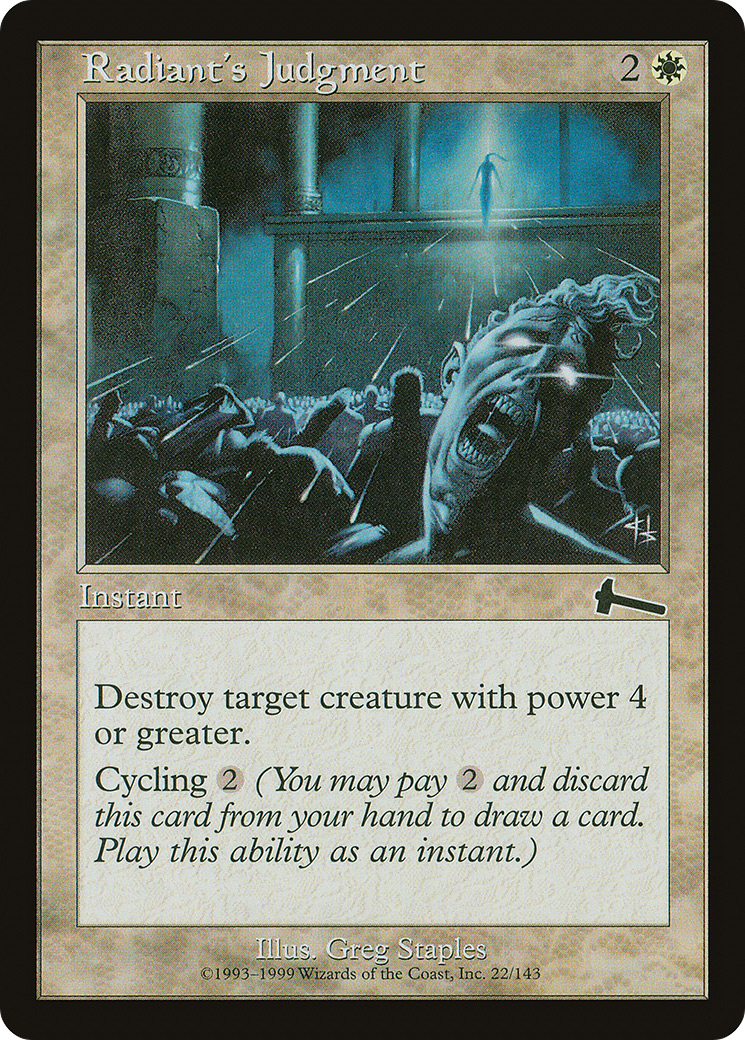 Radiant's Judgment 2
Instant
Destroy target creature with power 4
or greater.
Cycling 2 (You may pay 2 and discard
this card from your hand to draw a card.
Play this ability as an instant.)
Illus. Greg Staples
©1993–1999 Wizards of the Coast, Inc. 22/143